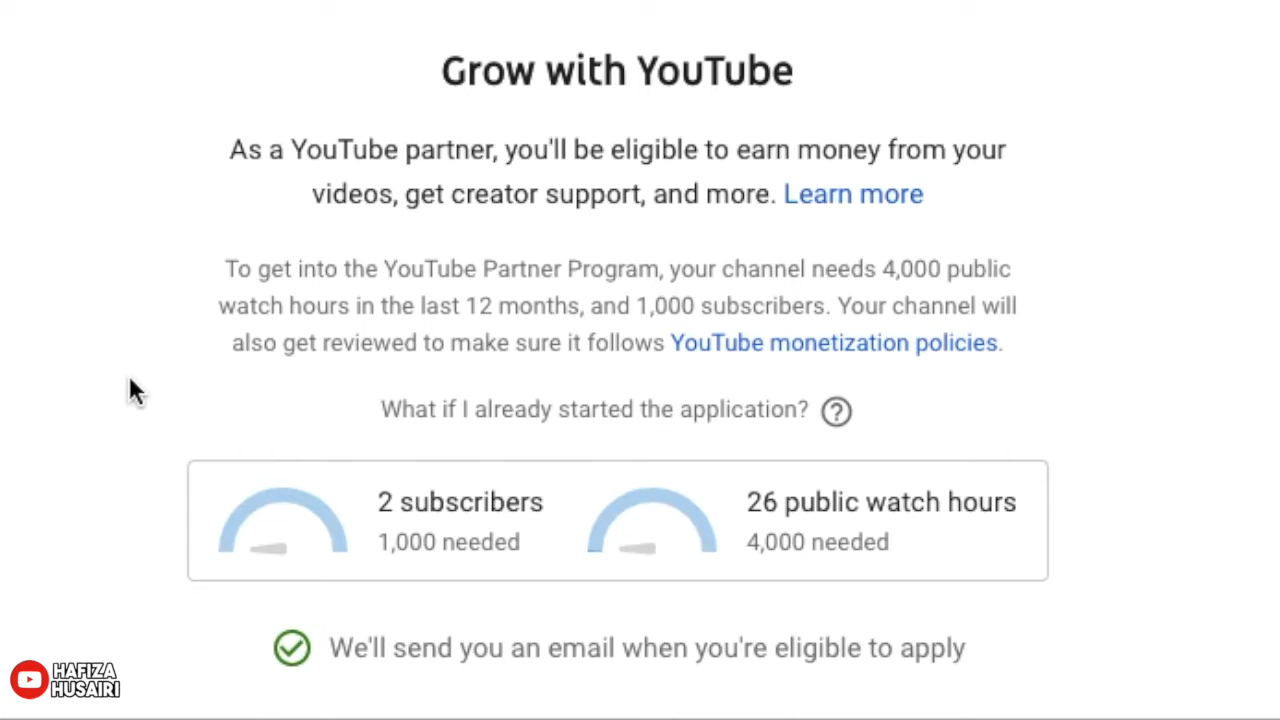 Grow with YouTube
As a YouTube partner, you'll be eligible to earn money from your
videos, get creator support, and more. Learn more
To get into the YouTube Partner Program, your channel needs 4,000 public
watch hours in the last 12 months, and 1,000 subscribers. Your channel will
also get reviewed to make sure it follows YouTube monetization policies.
What if I already started the application? ?
2 subscribers
1,000 needed
26 public watch hours
4,000 needed
We'll send you an email when you're eligible to apply
HAFIZA
HUSAIRI